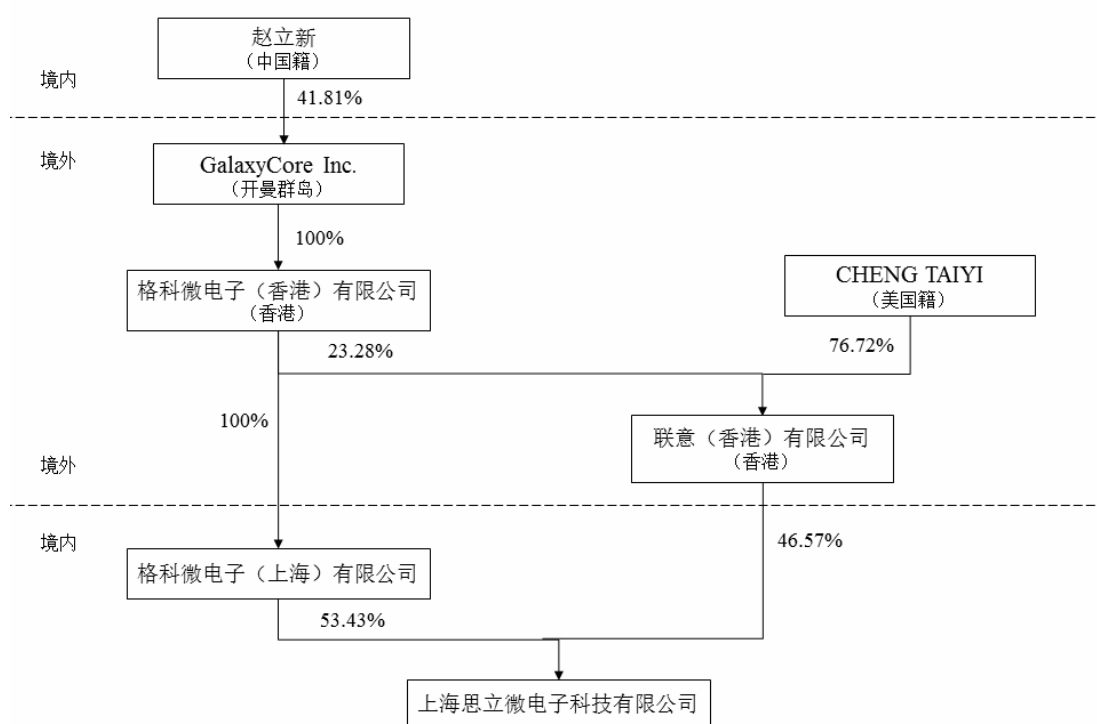 赵立新
（中国籍）
境内
41.81%
境外
GalaxyCore Inc.
（开曼群岛）
100%
格科微电子（香港）有限公司
（香港）
CHENG TAIYI
（美国籍）
23.28%
76.72%
100%
联意（香港）有限公司
（香港）
境外
境内
46.57%
格科微电子（上海）有限公司
53.43%
上海思立微电子科技有限公司